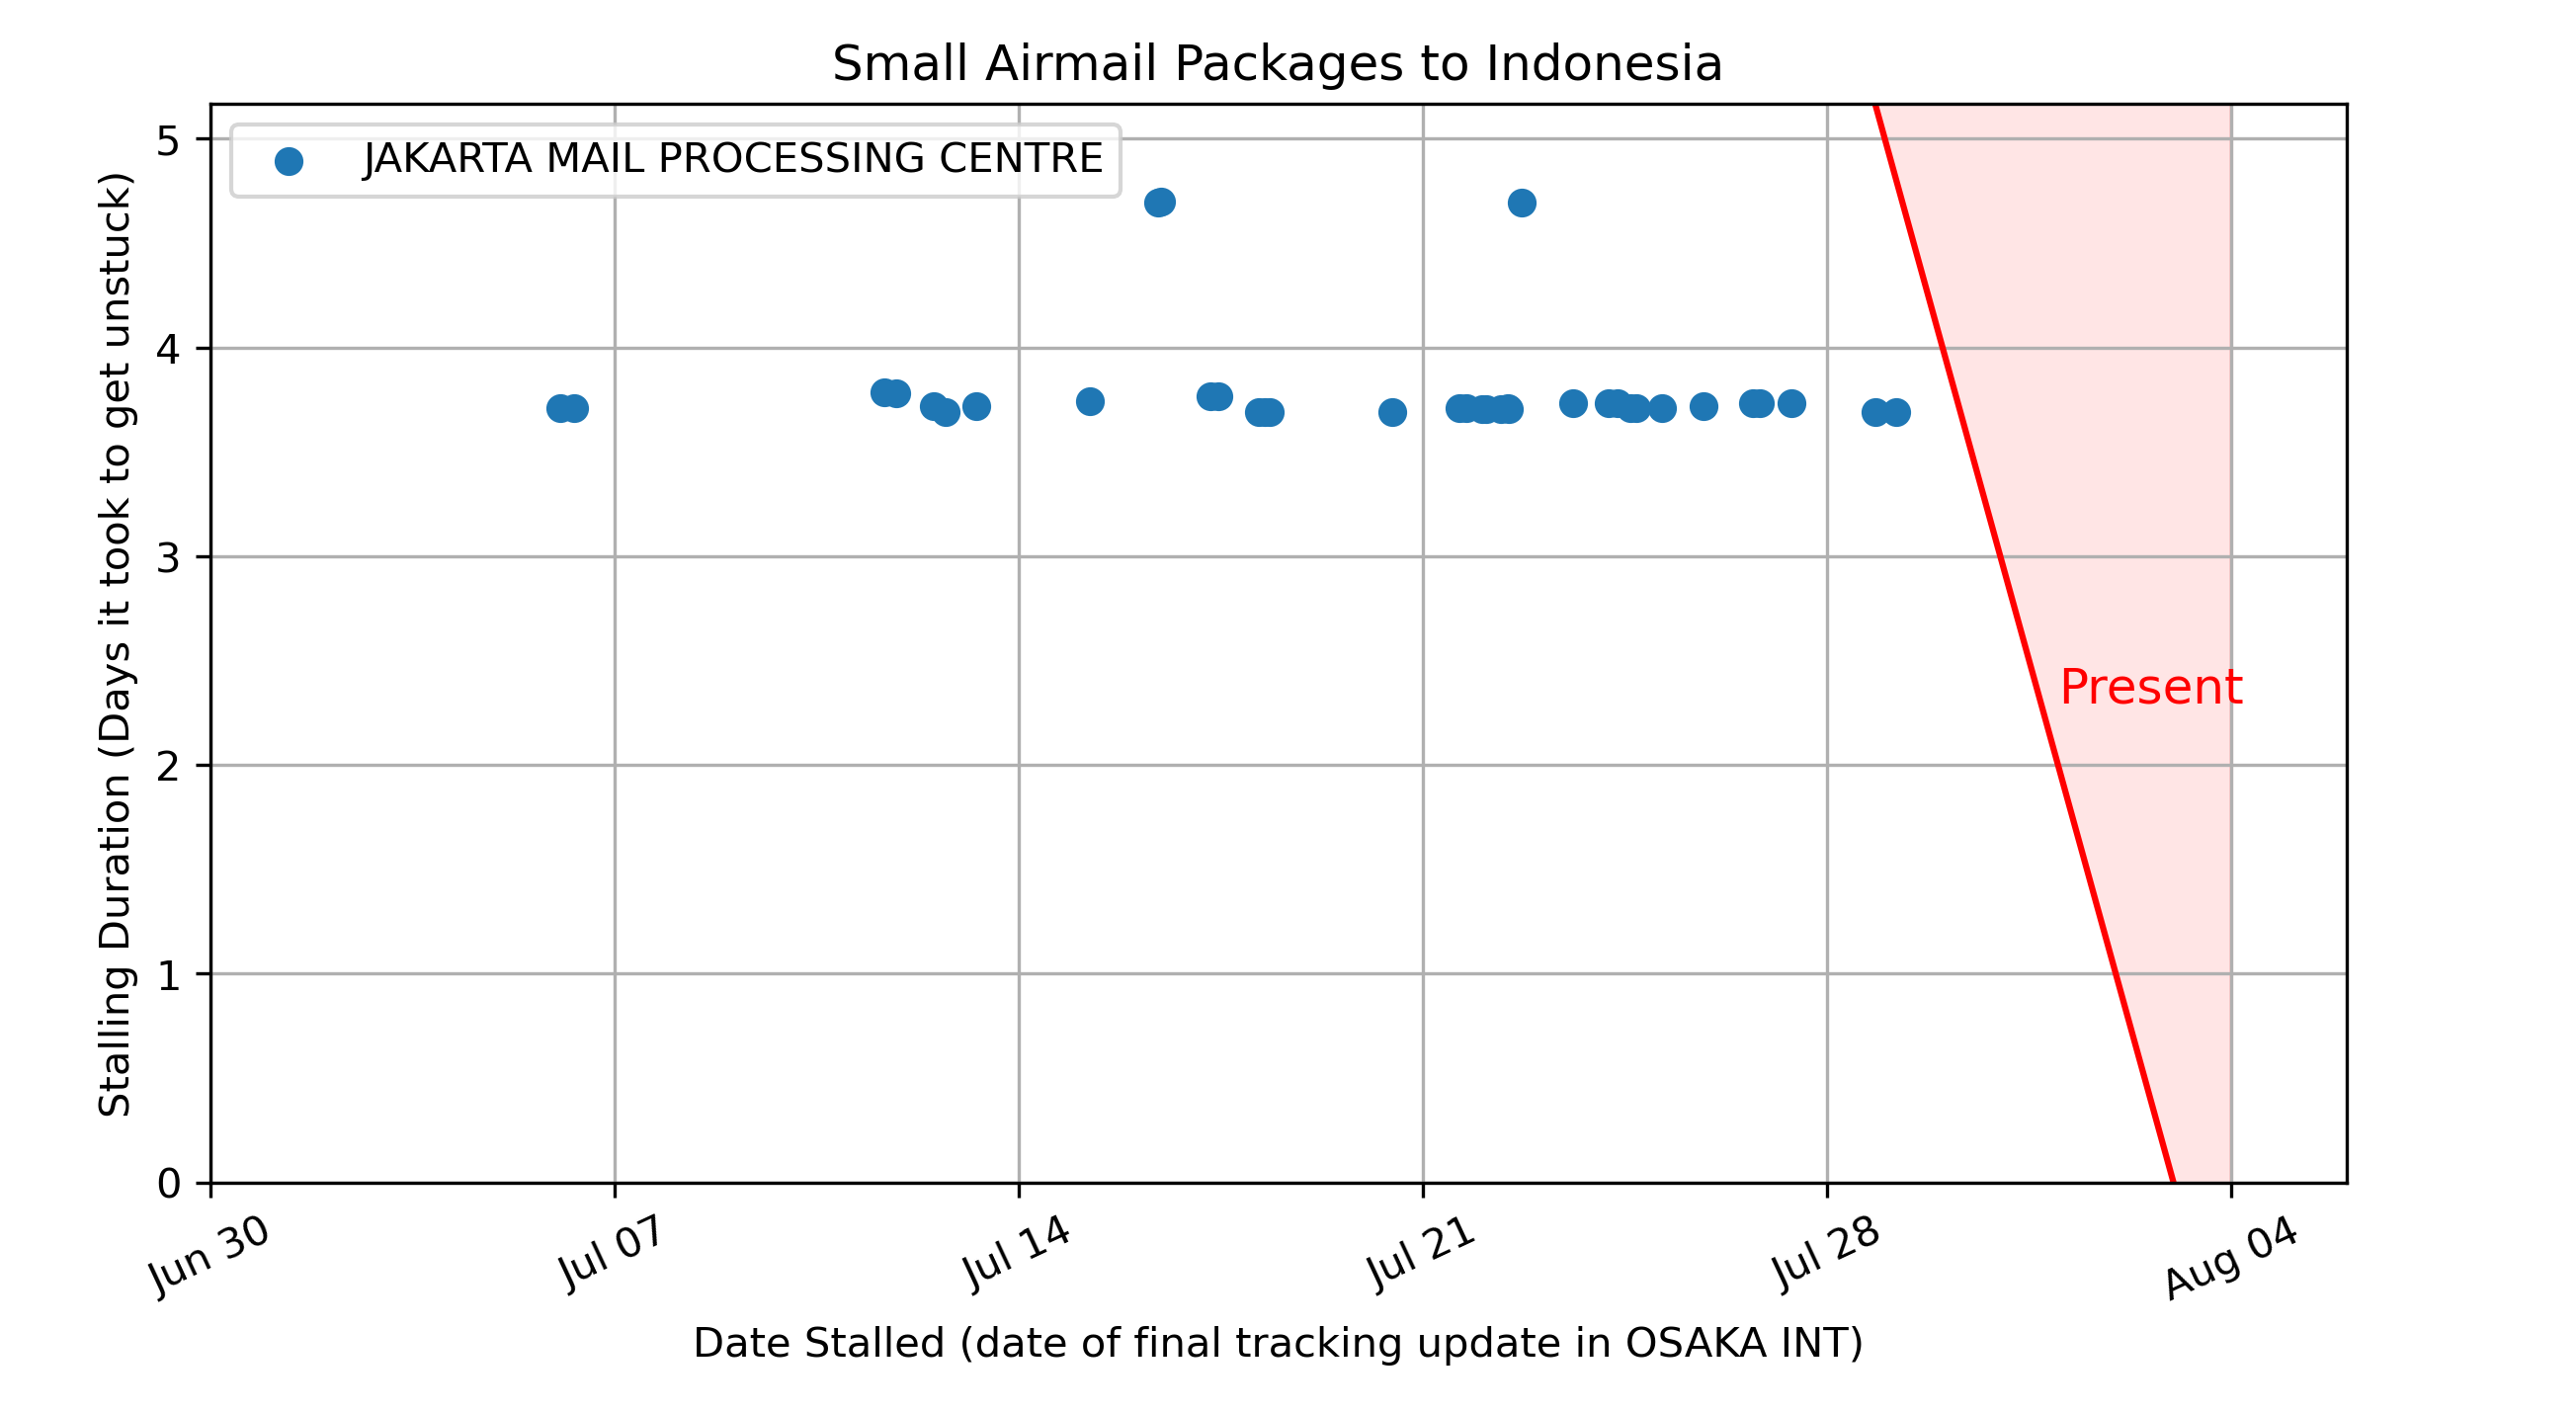 Small Airmail Packages to Indonesia
JAKARTA MAIL PROCESSING CENTRE
Stalling Duration (Days it took to get unstuck)
5
4
3
2
1
0
Present
Jun 30
Jul 07
Jul 14
Jul 21
Jul 28
Aug 04
Date Stalled (date of final tracking update in OSAKA INT)